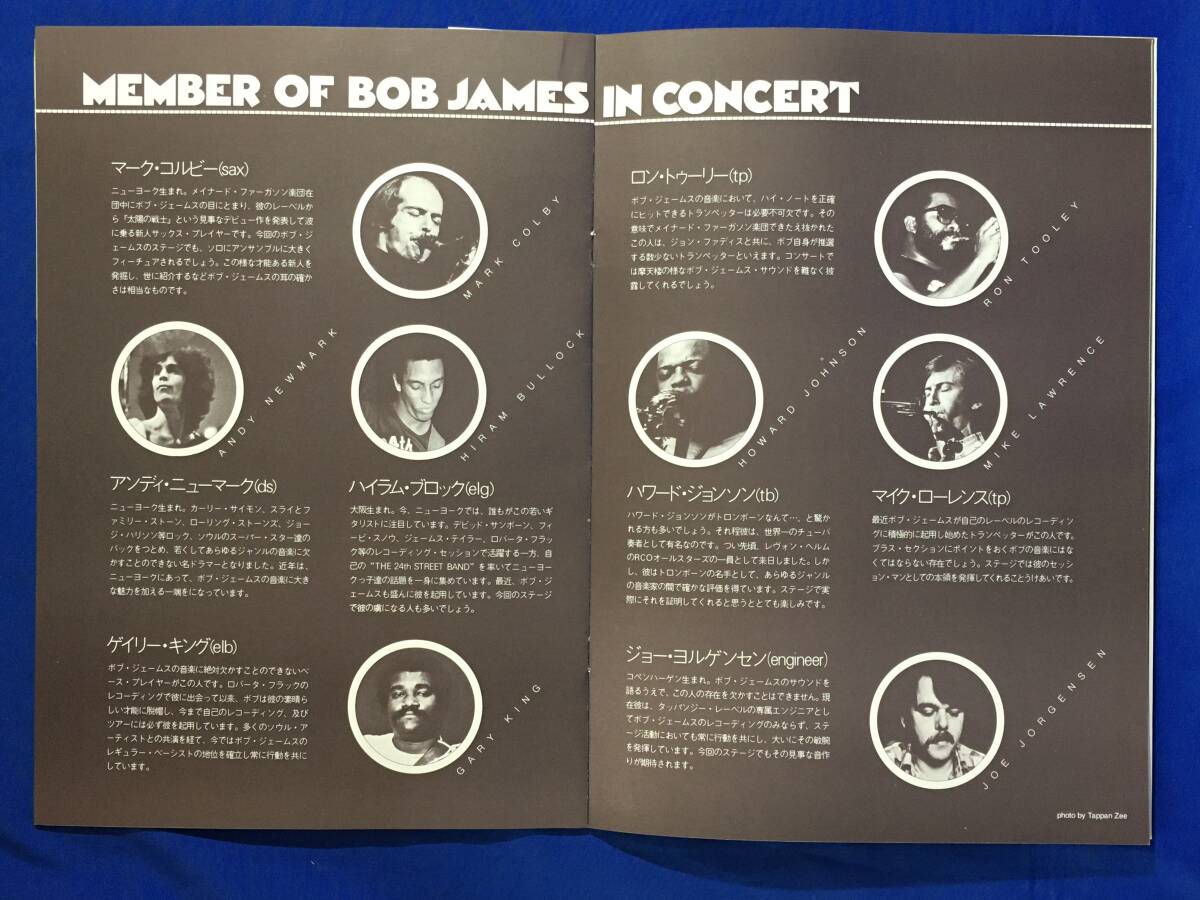 MEMBER OF BOB JAMES IN CONCERT
マーク・コルビー(sax)
ニューヨーク生まれ。メイナード・ファーガソン楽団在
団中にボブ・ジェームスの目にとまり、彼のレーベルか
ら「太陽の戦士」という見事なデビュー作を発表して波
に乗る新人サックス・プレイヤーです。今回のボブ・ジ
ェームスのステージでも、ソロにアンサンブルに大きく
フィーチュアされるでしょう。この様な才能ある新人を
発掘し、世に紹介するなどボブ・ジェームスの耳の確か
さは相当なものです。
MARK COLBY
ANDY NEWMARK
HIRAM BULLOCK
アンディ・ニューマーク(ds)
ニューヨーク生まれ。カーリー・サイモン、スライとフ
ァミリー・ストーン、ローリング・ストーンズ、ジョー
ジ・ハリソン等ロック、ソウルのスーパー・スター達の
バックをつとめ、若くしてあらゆるジャンルの音楽に欠
かすことのできない名ドラマーとなりました。近年は、
ニューヨークにあって、ボブ・ジェームスの音楽に大き
な魅力を加える一端をになっています。
ハイラム・ブロック(elg)
大阪生まれ。今、ニューヨークでは、誰もがこの若いギ
タリストに注目しています。デビッド・サンボーン、フィ
ービ・スノウ、ジェームス・テイラー、ロバータ・フラッ
ク等のレコーディング・セッションで活躍する一方、自
己の "THE 24th STREET BAND" を率いてニューヨー
クっ子達の話題を一身に集めています。最近、ボブ・ジ
ェームスも盛んに彼を起用しています。今回のステージ
で彼の虜になる人も多いでしょう。
ゲイリー・キング(elb)
ボブ・ジェームスの音楽に絶対欠かすことのできないベ
ース・プレイヤーがこの人です。ロバータ・フラックの
レコーディングで彼に出会って以来、ボブは彼の素晴ら
しい才能に脱帽し、今まで自己のレコーディング、及び
ツアーには必ず彼を起用しています。多くのソウル・ア
ーティストとの共演を経て、今ではボブ・ジェームスの
レギュラー・ベーシストの地位を確立し常に行動を共に
しています。
GARY KING
ロン・トゥーリー(tp)
ボブ・ジェームスの音楽において、ハイ・ノートを正確
にヒットできるトランペッターは必要不可欠です。その
意味でメイナード・ファーガソン楽団できたえ抜かれた
この人は、ジョン・ファディスと共に、ボブ自身が推選
する数少ないトランペッターといえます。コンサートで
は摩天楼の様なボブ・ジェームス・サウンドを難なく披
露してくれるでしょう。
RON TOOLEY
HOWARD JOHNSON
MIKE LAWRENCE
ハワード・ジョンソン(tb)
ハワード・ジョンソンがトロンボーンなんて…、と驚か
れる方も多いでしょう。それ程彼は、世界一のチューバ
奏者として有名なのです。つい先頃、レヴォン・ヘルム
のRCOオールスターズの一員として来日しました。しか
し、彼はトロンボーンの名手として、あらゆるジャンル
の音楽家の間で確かな評価を得ています。ステージで実
際にそれを証明してくれると思うととても楽しみです。
マイク・ローレンス(tp)
最近ボブ・ジェームスが自己のレーベルのレコーディン
グに積極的に起用し始めたトランペッターがこの人です。
ブラス・セクションにポイントをおくボブの音楽にはな
くてはならない存在でしょう。ステージでは彼のセッシ
ョン・マンとしての本領を発揮してくれることうけあいです。
ジョー・ヨルゲンセン(engineer)
コペンハーゲン生まれ。ボブ・ジェームスのサウンドを
語るうえで、この人の存在を欠かすことはできません。現
在彼は、タッパンジー・レーベルの専属エンジニアとし
てボブ・ジェームスのレコーディングのみならず、ステ
ージ活動においても常に行動を共にし、大いにその敏腕
を発揮しています。今回のステージでもその見事な音作
りが期待されます。
JOE JORGENSEN
photo by Tappan Zee